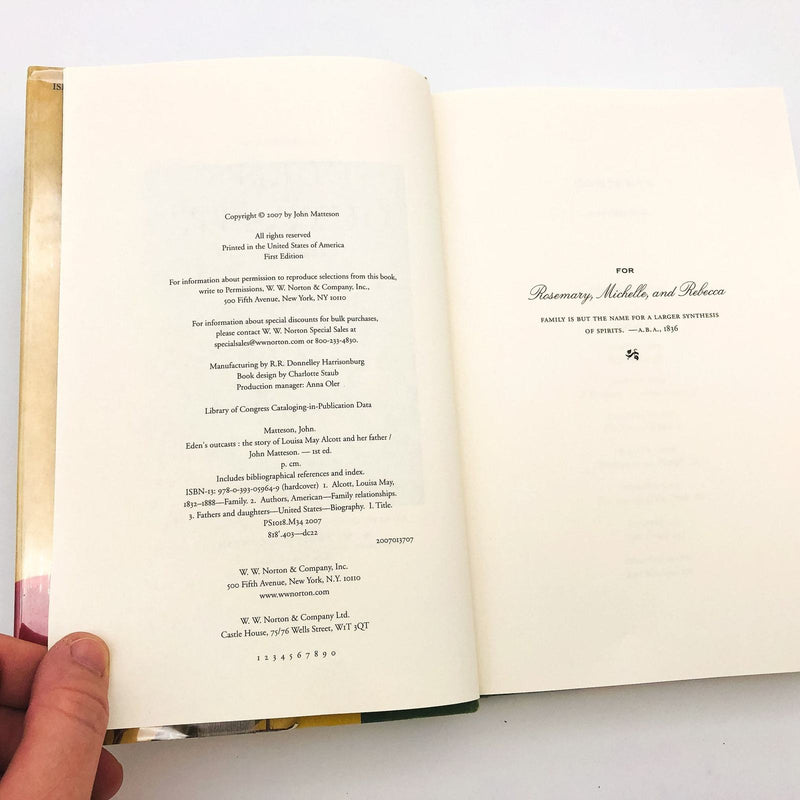 Copyright © 2007 by John Matteson
All rights reserved
Printed in the United States of America
First Edition
For information about permission to reproduce selections from this book,
write to Permissions, W. W. Norton & Company, Inc.,
500 Fifth Avenue, New York, NY 10110
For information about special discounts for bulk purchases,
please contact W. W. Norton Special Sales at
specialsales@wwnorton.com or 800-233-4830.
Manufacturing by R.R. Donnelley Harrisonburg
Book design by Charlotte Staub
Production manager: Anna Oler
Library of Congress Cataloging-in-Publication Data
Matteson, John.
Eden's outcasts : the story of Louisa May Alcott and her father /
John Matteson. — 1st ed.
p. cm.
Includes bibliographical references and index.
ISBN-13: 978-0-393-05964-9 (hardcover) 1. Alcott, Louisa May,
1832–1888—Family. 2. Authors, American—Family relationships.
3. Fathers and daughters—United States—Biography. I. Title.
PS1018.M34 2007
818'.403—dc22
2007013707
W. W. Norton & Company, Inc.
500 Fifth Avenue, New York, N.Y. 10110
www.wwnorton.com
W. W. Norton & Company Ltd.
Castle House, 75/76 Wells Street, W1T 3QT
1 2 3 4 5 6 7 8 9 0
FOR
Rosemary, Michelle, and Rebecca
FAMILY IS BUT THE NAME FOR A LARGER SYNTHESIS
OF SPIRITS. —A.B.A., 1836